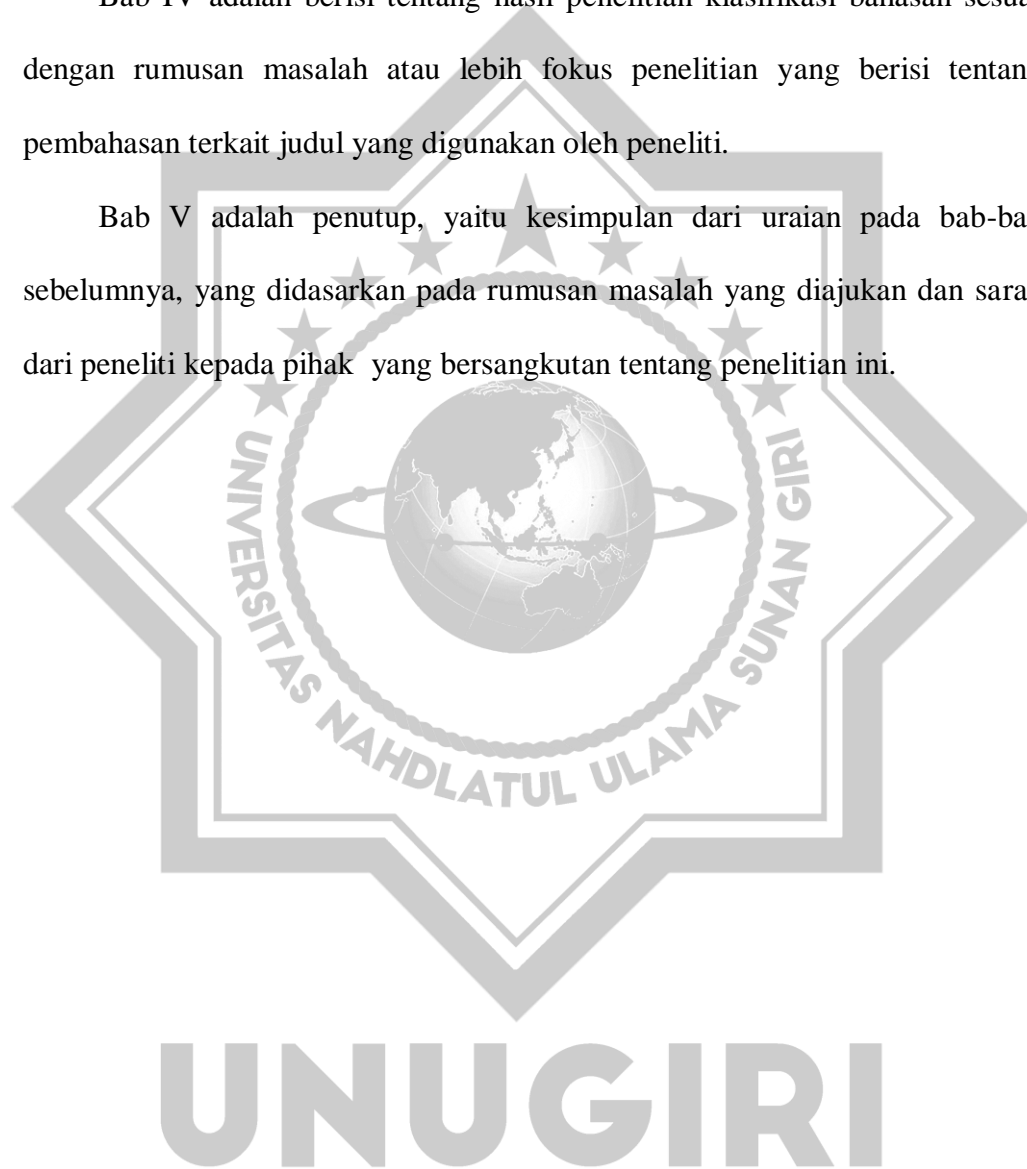 Bab IV adalah berisi tentang hasil penelitian klasifikasi bahasan sesua
dengan rumusan masalah atau lebih fokus penelitian yang berisi tentan
pembahasan terkait judul yang digunakan oleh peneliti.
Bab V adalah penutup, yaitu kesimpulan dari uraian pada bab-ba
sebelumnya, yang didasarkan pada rumusan masalah yang diajukan dan sara
dari peneliti kepada pihak yang bersangkutan tentang penelitian ini.
UNIVERSITAS NAHDLATUL ULAMA SUNAN GIRI
UNUGIRI